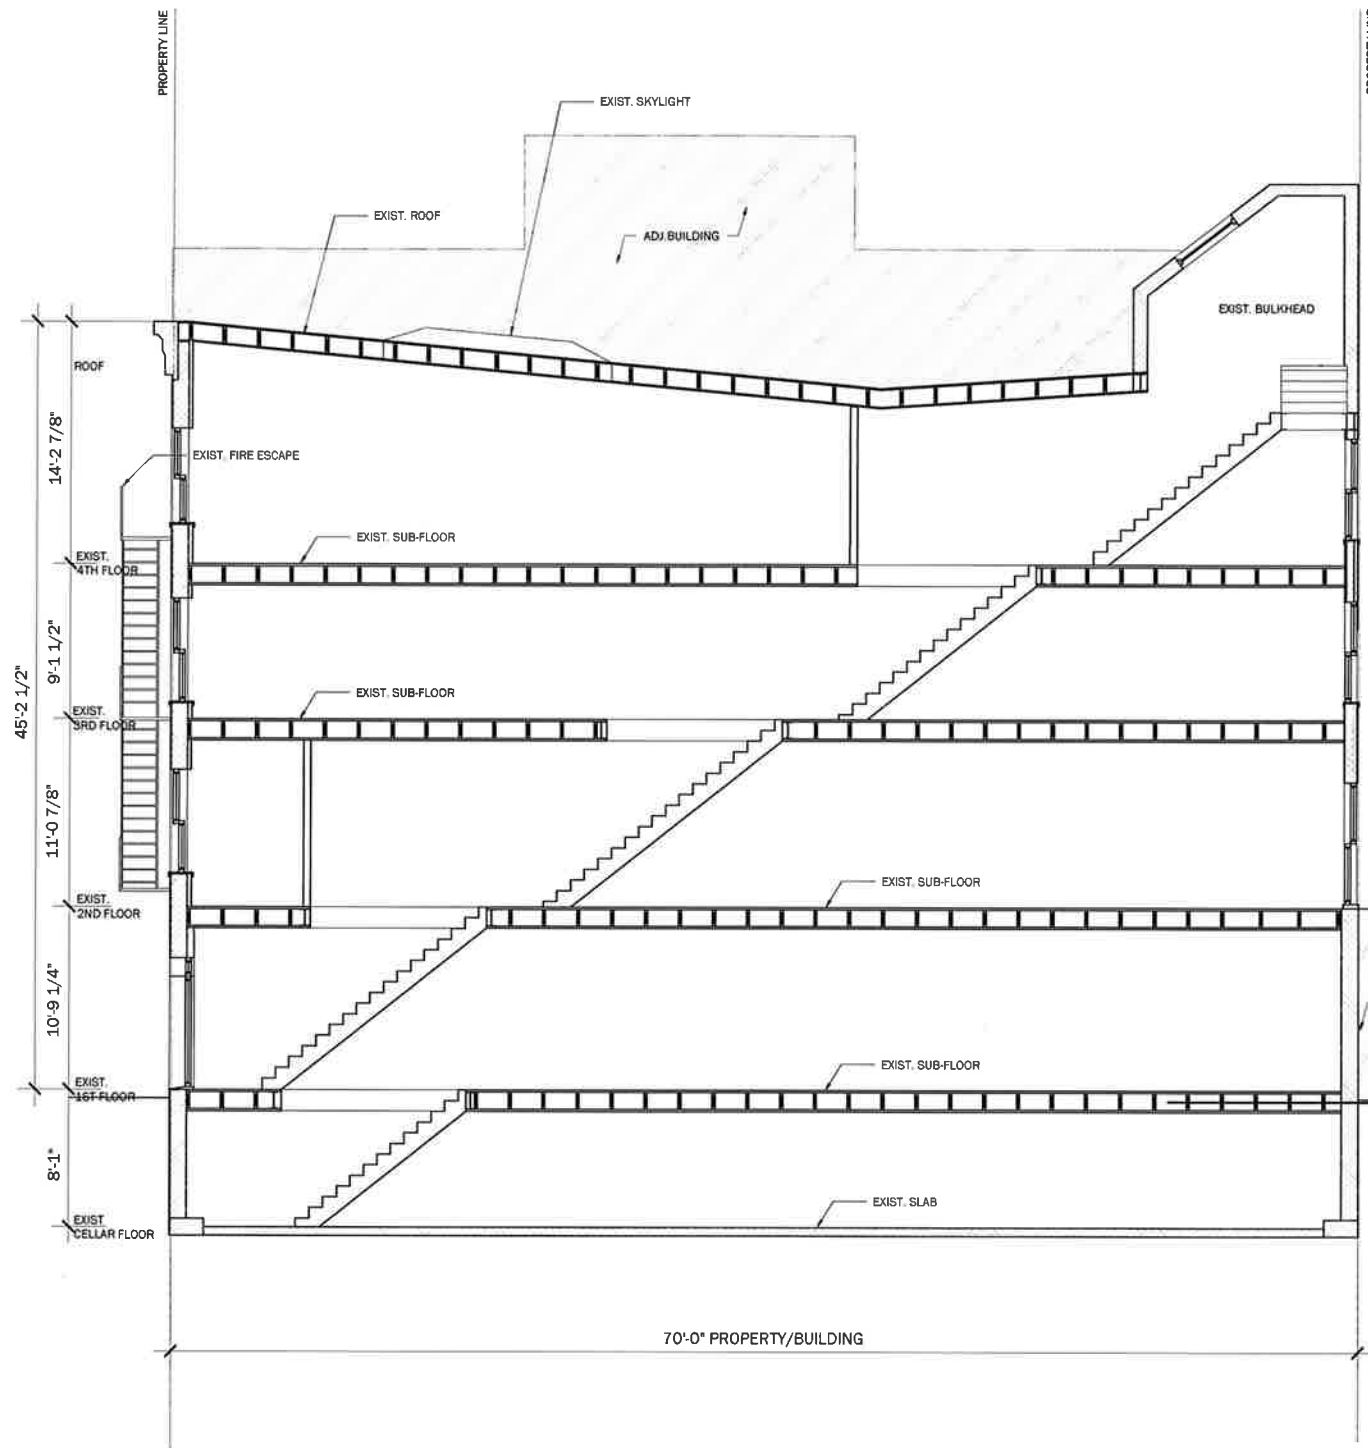 PROPERTY LINE
EXIST. SKYLIGHT
EXIST. ROOF
ADJ.BUILDING
EXIST. BULKHEAD
ROOF
14'-2 7/8"
EXIST. FIRE ESCAPE
EXIST. SUB-FLOOR
EXIST.
4TH FLOOR
9'-1 1/2"
45'-2 1/2"
EXIST. SUB-FLOOR
EXIST.
3RD FLOOR
11'-0 7/8"
EXIST. SUB-FLOOR
EXIST.
2ND FLOOR
10'-9 1/4"
EXIST. SUB-FLOOR
EXIST.
1ST FLOOR
8'-1"
EXIST. SLAB
EXIST
CELLAR FLOOR
70'-0" PROPERTY/BUILDING